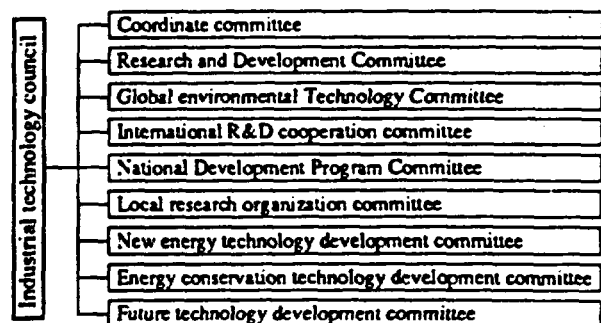 Industrial technology council
Coordinate committee
Research and Development Committee
Global environmental Technology Committee
International R&D cooperation committee
National Development Program Committee
Local research organization committee
New energy technology development committee
Energy conservation technology development committee
Future technology development committee